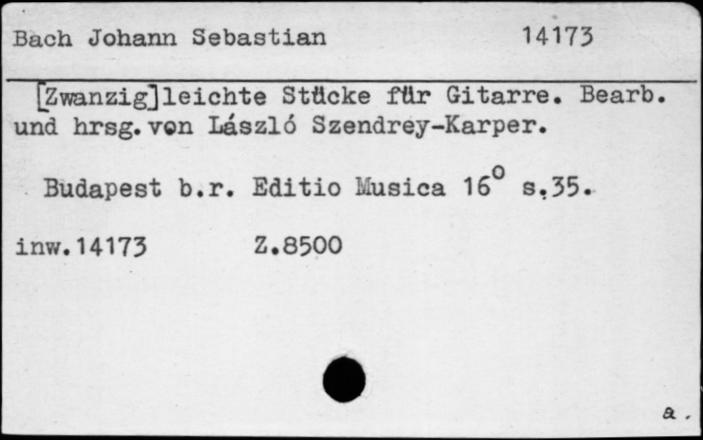 Bach Johann Sebastian 14173
[Zwanzig]leichte Stücke für Gitarre. Bearb.
und hrsg.von László Szendrey-Karper.
Budapest b.r. Editio Musica 16° s.35.
inw.14173 Z.8500
a.